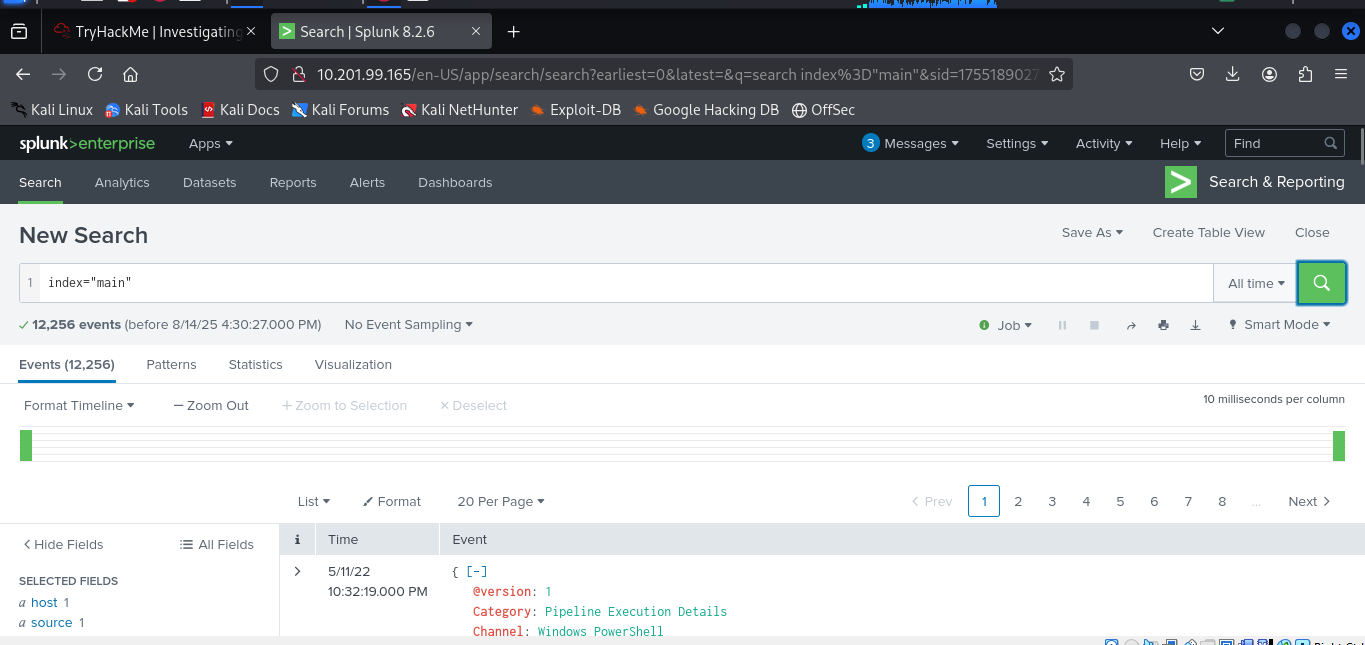 TryHackMe | Investigating
Search | Splunk 8.2.6
10.201.99.165/en-US/app/search/search?earliest=0&latest=&q=search index%3D"main"&sid=1755189027
Kali Linux Kali Tools Kali Docs Kali Forums Kali NetHunter Exploit-DB Google Hacking DB OffSec
splunk>enterprise Apps 3 Messages Settings Activity Help Find
Search Analytics Datasets Reports Alerts Dashboards Search & Reporting
New Search Save As Create Table View Close
1 index="main" All time
12,256 events (before 8/14/25 4:30:27.000 PM) No Event Sampling Job Smart Mode
Events (12,256) Patterns Statistics Visualization
Format Timeline — Zoom Out + Zoom to Selection × Deselect 10 milliseconds per column
List Format 20 Per Page < Prev 1 2 3 4 5 6 7 8 ... Next >
< Hide Fields All Fields i Time Event
SELECTED FIELDS
a host 1
a source 1
> 5/11/22 { [-]
10:32:19.000 PM @version: 1
Category: Pipeline Execution Details
Channel: Windows PowerShell